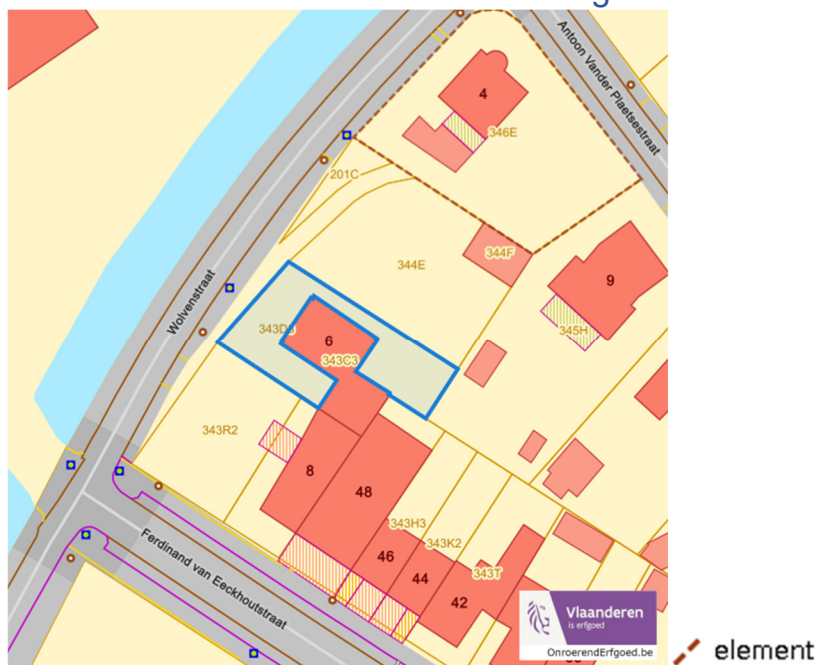 Antoon Vander Plaetsestraat
4
346E
201C
344F
344E
9
Wolvenstraat
345H
6
343C3
343R2
8
48
343H3
46
343K2
44
343T
42
Ferdinand van Eeckhoutstraat
Vlaanderen
is erfgoed
OnroerendErfgoed.be
element